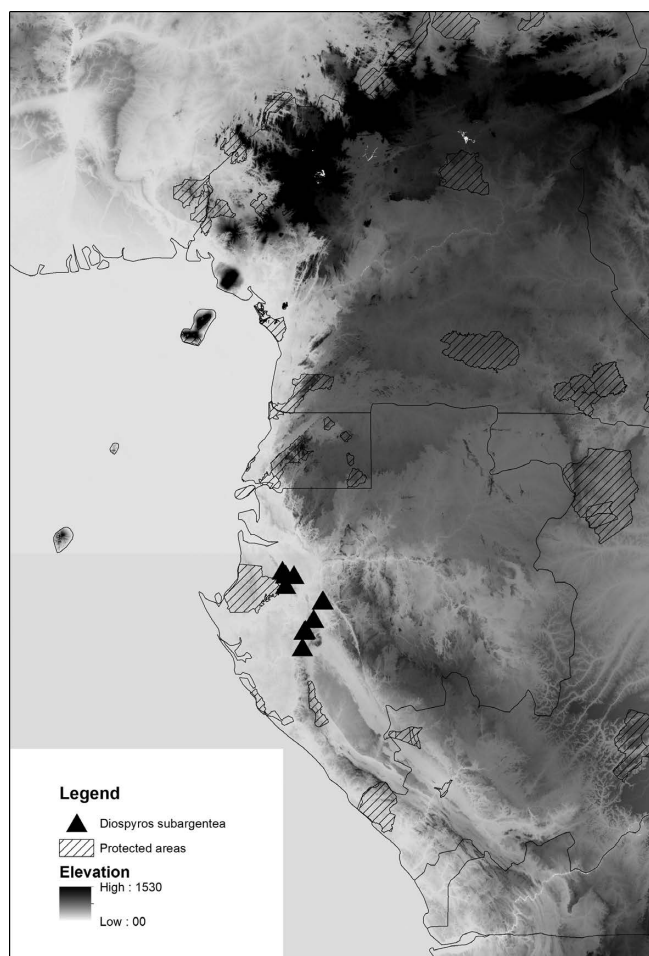 Legend
Diospyros subargentea
Protected areas
Elevation
High : 1530
Low : 00